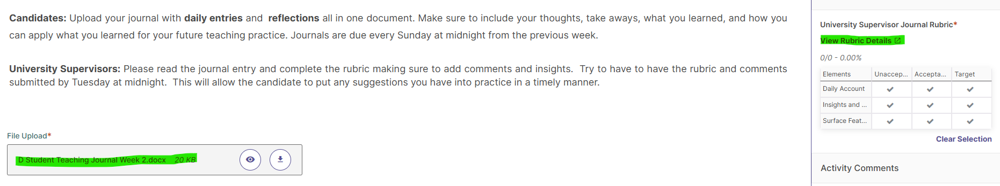 Candidates: Upload your journal with daily entries and reflections all in one document. Make sure to include your thoughts, take aways, what you learned, and how you
can apply what you learned for your future teaching practice. Journals are due every Sunday at midnight from the previous week.
University Supervisors: Please read the journal entry and complete the rubric making sure to add comments and insights. Try to have to have the rubric and comments
submitted by Tuesday at midnight. This will allow the candidate to put any suggestions you have into practice in a timely manner.
File Upload*
D Student Teaching Journal Week 2.docx 20 KB
University Supervisor Journal Rubric*
View Rubric Details
0/0 - 0.00%
Elements Unaccep... Accepta... Target
Daily Account
Insights and ...
Surface Feat...
Clear Selection
Activity Comments